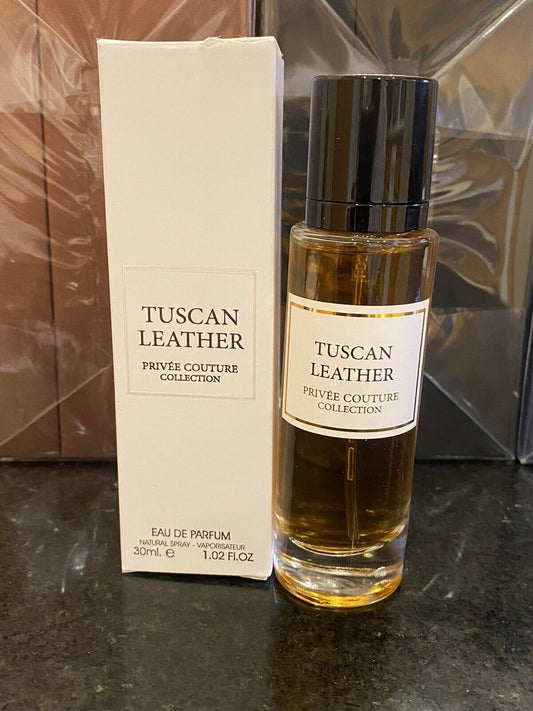 TUSCAN
LEATHER
PRIVÉE COUTURE
COLLECTION
EAU DE PARFUM
NATURAL SPRAY - VAPORISATEUR
30ml. e 1.02 Fl.OZ
TUSCAN
LEATHER
PRIVÉE COUTURE
COLLECTION